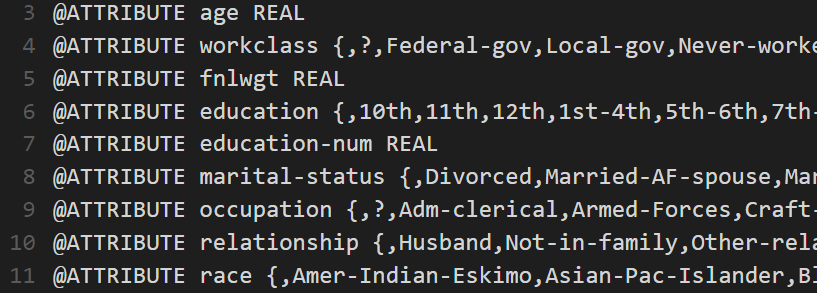 3 @ATTRIBUTE age REAL
4 @ATTRIBUTE workclass {,?,Federal-gov,Local-gov,Never-worke
5 @ATTRIBUTE fnlwgt REAL
6 @ATTRIBUTE education {,10th,11th,12th,1st-4th,5th-6th,7th-
7 @ATTRIBUTE education-num REAL
8 @ATTRIBUTE marital-status {,Divorced,Married-AF-spouse,Mar
9 @ATTRIBUTE occupation {,?,Adm-clerical,Armed-Forces,Craft-
10 @ATTRIBUTE relationship {,Husband,Not-in-family,Other-rela
11 @ATTRIBUTE race {,Amer-Indian-Eskimo,Asian-Pac-Islander,Bl